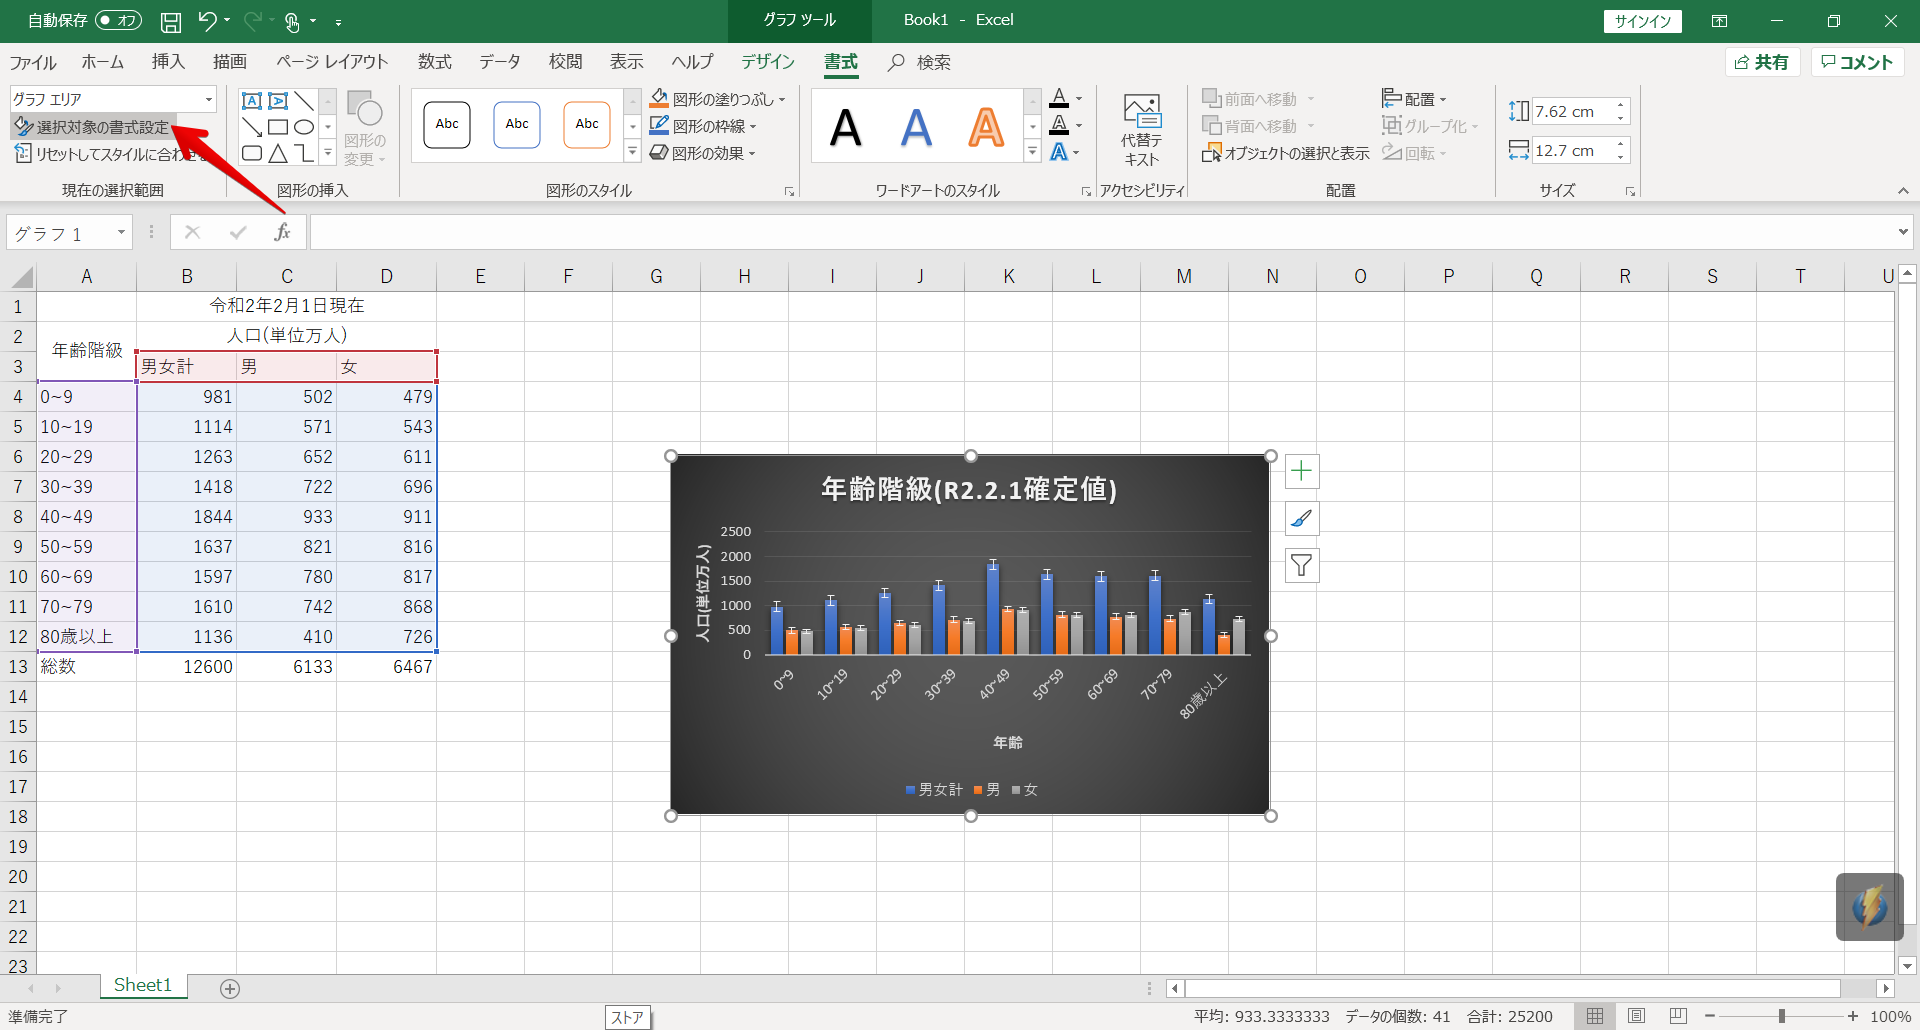 自動保存 オフ
グラフ ツール
Book1 - Excel
サインイン
ファイル ホーム 挿入 描画 ページ レイアウト 数式 データ 校閲 表示 ヘルプ デザイン 書式 検索 共有 コメント
グラフ エリア
選択対象の書式設定
リセットしてスタイルに合わせる
現在の選択範囲
図形の
変更
図形の挿入
Abc Abc Abc
図形の塗りつぶし
図形の枠線
図形の効果
図形のスタイル
A A A
ワードアートのスタイル
代替テ
キスト
アクセシビリティ
前面へ移動
背面へ移動
オブジェクトの選択と表示
配置
グループ化
回転
配置
7.62 cm
12.7 cm
サイズ
グラフ 1
fx
A B C D E F G H I J K L M N O P Q R S T U
1 令和2年2月1日現在
2 年齢階級 人口(単位万人)
3 男女計 男 女
4 0~9 981 502 479
5 10~19 1114 571 543
6 20~29 1263 652 611
7 30~39 1418 722 696
8 40~49 1844 933 911
9 50~59 1637 821 816
10 60~69 1597 780 817
11 70~79 1610 742 868
12 80歳以上 1136 410 726
13 総数 12600 6133 6467
14
15
16
17
18
19
20
21
22
23
年齢階級(R2.2.1確定値)
人口(単位万人)
2500
2000
1500
1000
500
0
0~9 10~19 20~29 30~39 40~49 50~59 60~69 70~79 80歳以上
年齢
男女計 男 女
Sheet1
準備完了
ストア
平均: 933.3333333 データの個数: 41 合計: 25200
100%